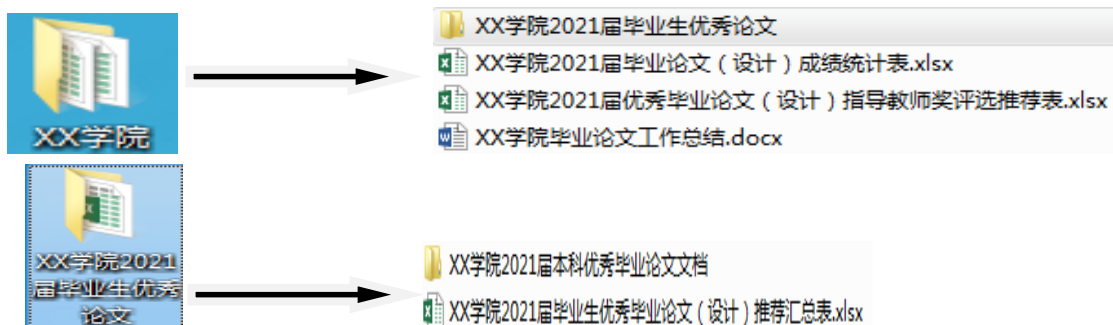 XX学院
XX学院2021届毕业生优秀论文
XX学院2021届毕业论文（设计）成绩统计表.xlsx
XX学院2021届优秀毕业论文（设计）指导教师奖评选推荐表.xlsx
XX学院毕业论文工作总结.docx
XX学院2021
届毕业生优秀
论文
XX学院2021届本科优秀毕业论文文档
XX学院2021届毕业生优秀毕业论文（设计）推荐汇总表.xlsx